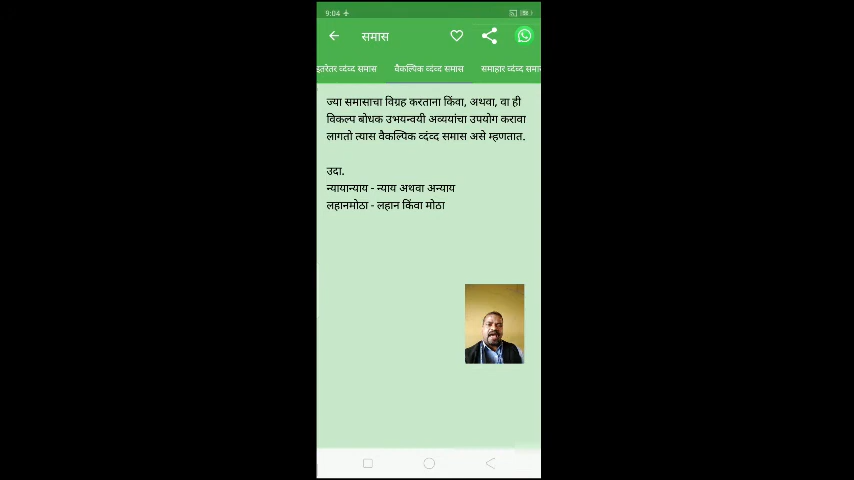 9:04
समास
इतरेतर व्दंव्द समास वैकल्पिक व्दंव्द समास समाहार व्दंव्द समास
ज्या समासाचा विग्रह करताना किंवा, अथवा, वा ही
विकल्प बोधक उभयन्वयी अव्ययांचा उपयोग करावा
लागतो त्यास वैकल्पिक व्दंव्द समास असे म्हणतात.
उदा.
न्यायान्याय - न्याय अथवा अन्याय
लहानमोठा - लहान किंवा मोठा